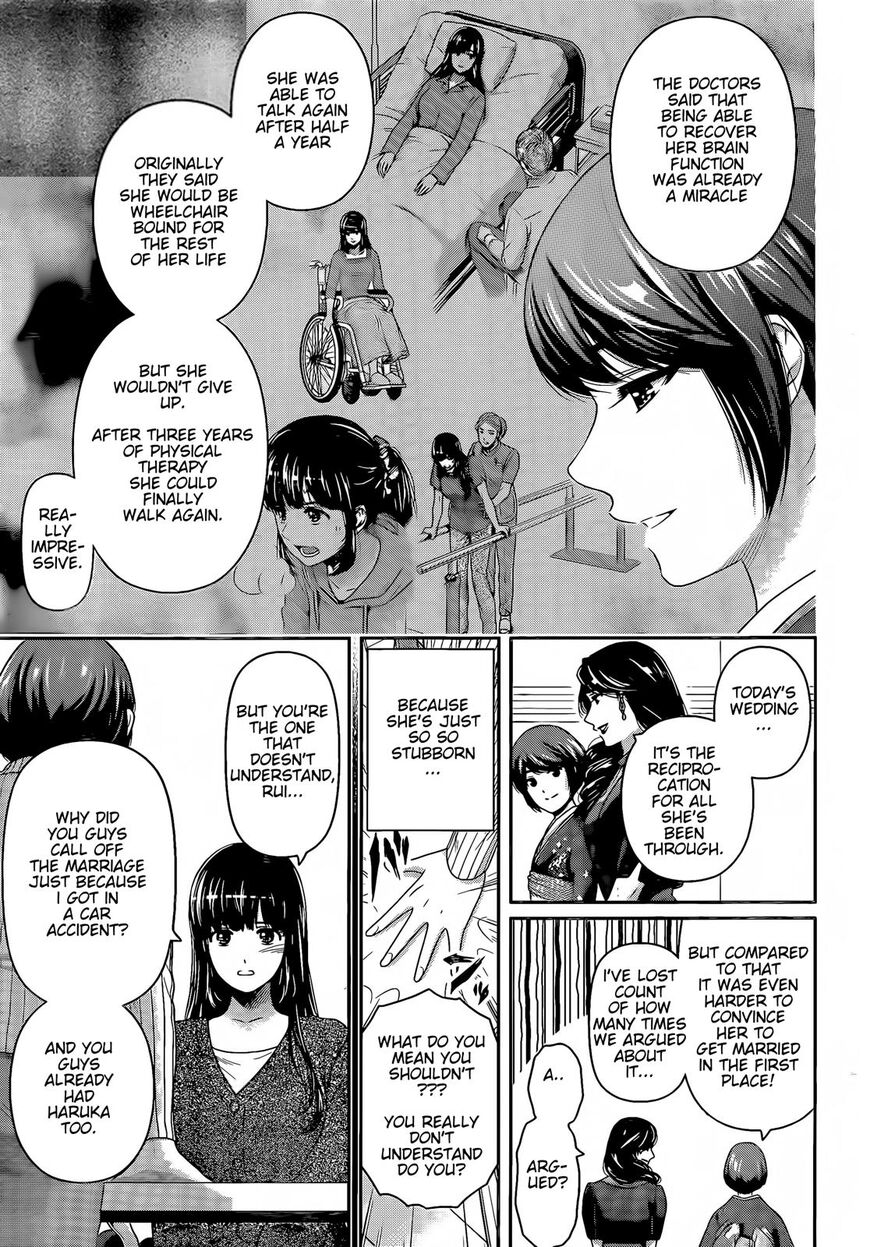 THE DOCTORS
SAID THAT
BEING ABLE
TO RECOVER
HER BRAIN
FUNCTION
WAS ALREADY
A MIRACLE
SHE WAS
ABLE TO
TALK AGAIN
AFTER HALF
A YEAR
ORIGINALLY
THEY SAID
SHE WOULD BE
WHEELCHAIR
BOUND FOR
THE REST
OF HER LIFE
BUT SHE
WOULDN'T GIVE
UP.
AFTER THREE YEARS
OF PHYSICAL
THERAPY
SHE COULD
FINALLY
WALK AGAIN.
REA-
LLY
IMPRE-
SSIVE.
TODAY'S
WEDDING
...
IT'S THE
RECIPRO-
CATION
FOR ALL
SHE'S
BEEN
THROUGH.
BUT COMPARED
TO THAT
IT WAS EVEN
HARDER TO
CONVINCE
HER TO
GET MARRIED
IN THE FIRST
PLACE!
I'VE LOST
COUNT
OF HOW
MANY TIMES
WE ARGUED
ABOUT
IT...
A..
ARG-
UED?
BECAUSE
SHE'S JUST
SO SO
STUBBORN
...
WHAT DO YOU
MEAN YOU
SHOULDN'T
???
YOU REALLY
DON'T
UNDERSTAND
DO YOU?
BUT YOU'RE
THE ONE
THAT
DOESN'T
UNDERSTAND,
RUI...
WHY DID
YOU GUYS
CALL OFF
THE MARRIAGE
JUST BECAUSE
I GOT IN
A CAR
ACCIDENT?
AND YOU
GUYS
ALREADY
HAD
HARUKA
TOO.